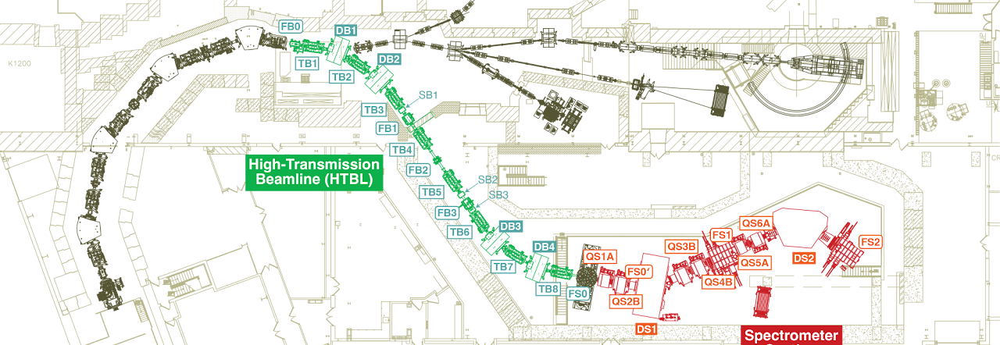 FB0
DB1
TB1
DB2
TB2
K1200
SB1
TB3
FB1
TB4
High-Transmission
Beamline (HTBL)
FB2
SB2
TB5
SB3
FB3
QS6A
DB3
TB6
FS1
FS2
QS3B
DB4
QS1A
DS2
QS5A
TB7
FS0′
QS4B
TB8
FS0
QS2B
DS1
Spectrometer